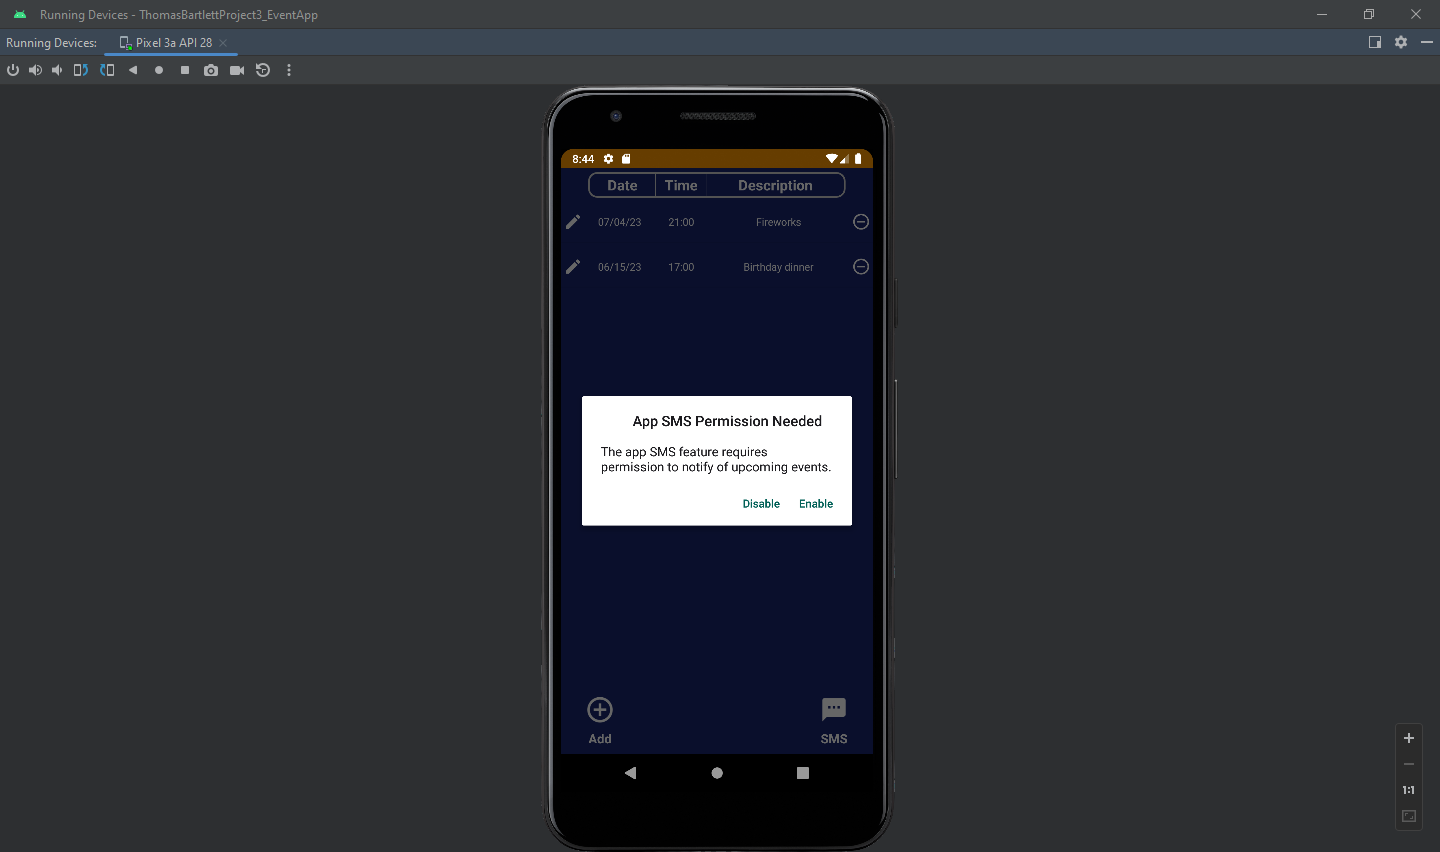 Running Devices - ThomasBartlettProject3_EventApp
Running Devices: Pixel 3a API 28
8:44
Date Time Description
07/04/23 21:00 Fireworks
06/15/23 17:00 Birthday dinner
App SMS Permission Needed
The app SMS feature requires
permission to notify of upcoming events.
Disable Enable
Add SMS
1:1